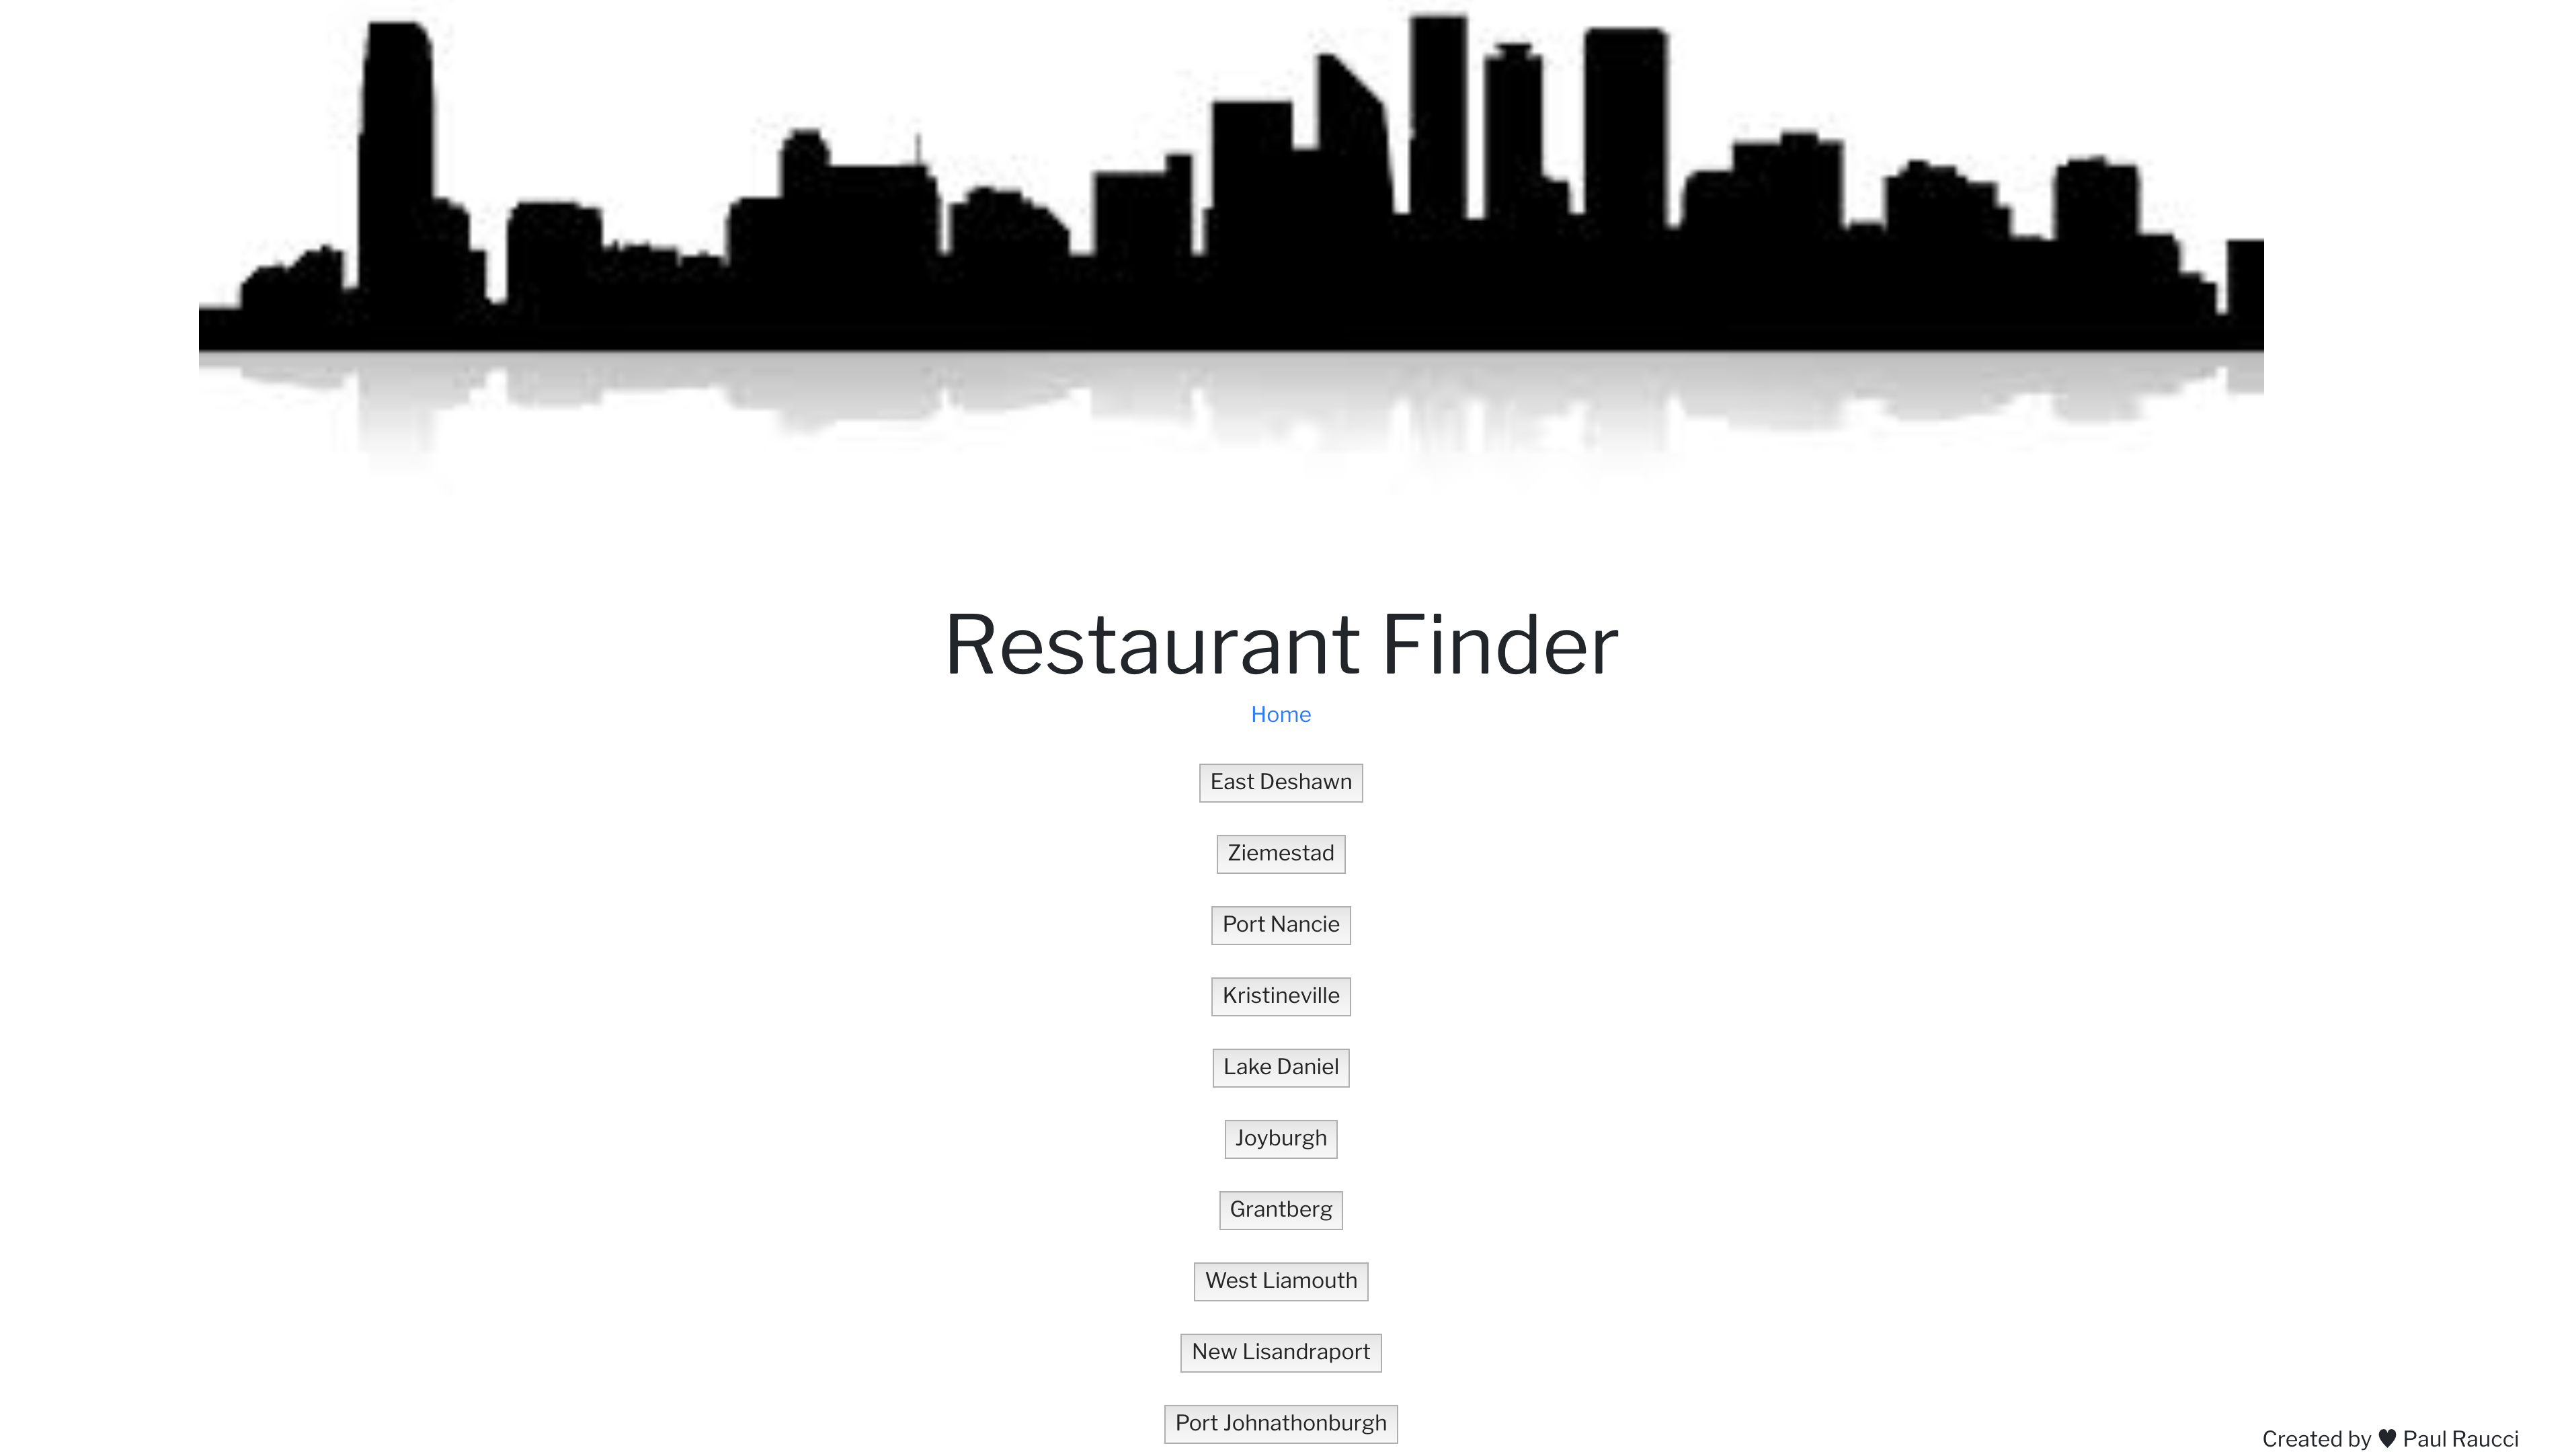 Restaurant Finder
Home
East Deshawn
Ziemestad
Port Nancie
Kristineville
Lake Daniel
Joyburgh
Grantberg
West Liamouth
New Lisandraport
Port Johnathonburgh
Created by ♥ Paul Raucci